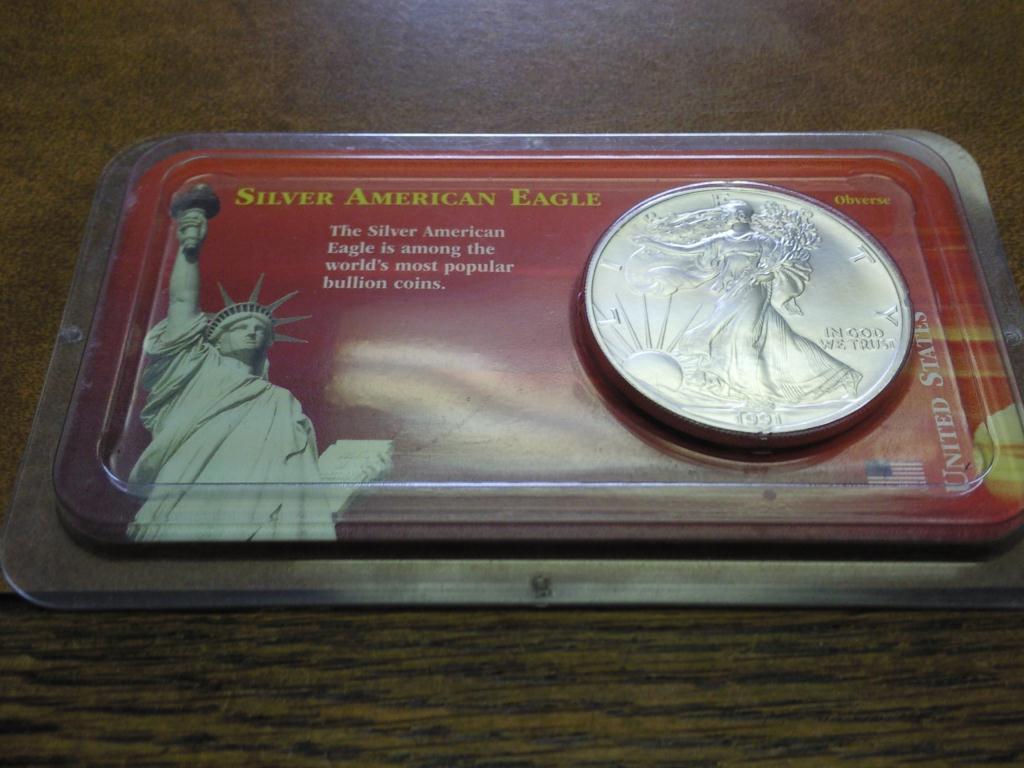 SILVER AMERICAN EAGLE
The Silver American
Eagle is among the
world's most popular
bullion coins.
Obverse
LIBERTY
IN GOD
WE TRUST
1991
UNITED STATES